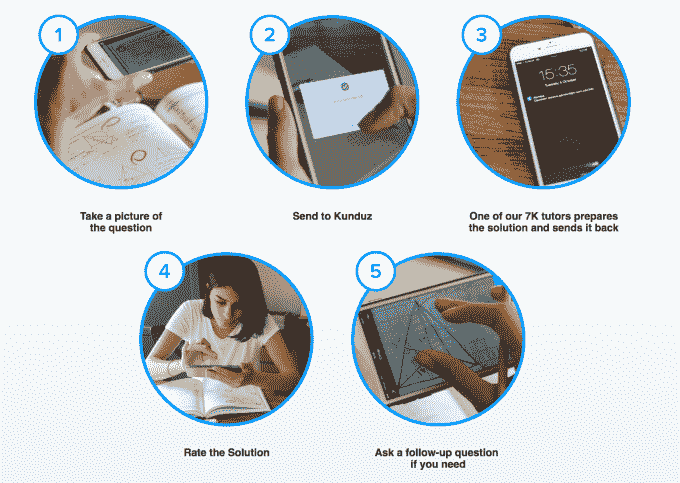 1
2
3
15:35
Take a picture of
the question
Send to Kunduz
One of our 7K tutors prepares
the solution and sends it back
4
5
Rate the Solution
Ask a follow-up question
if you need